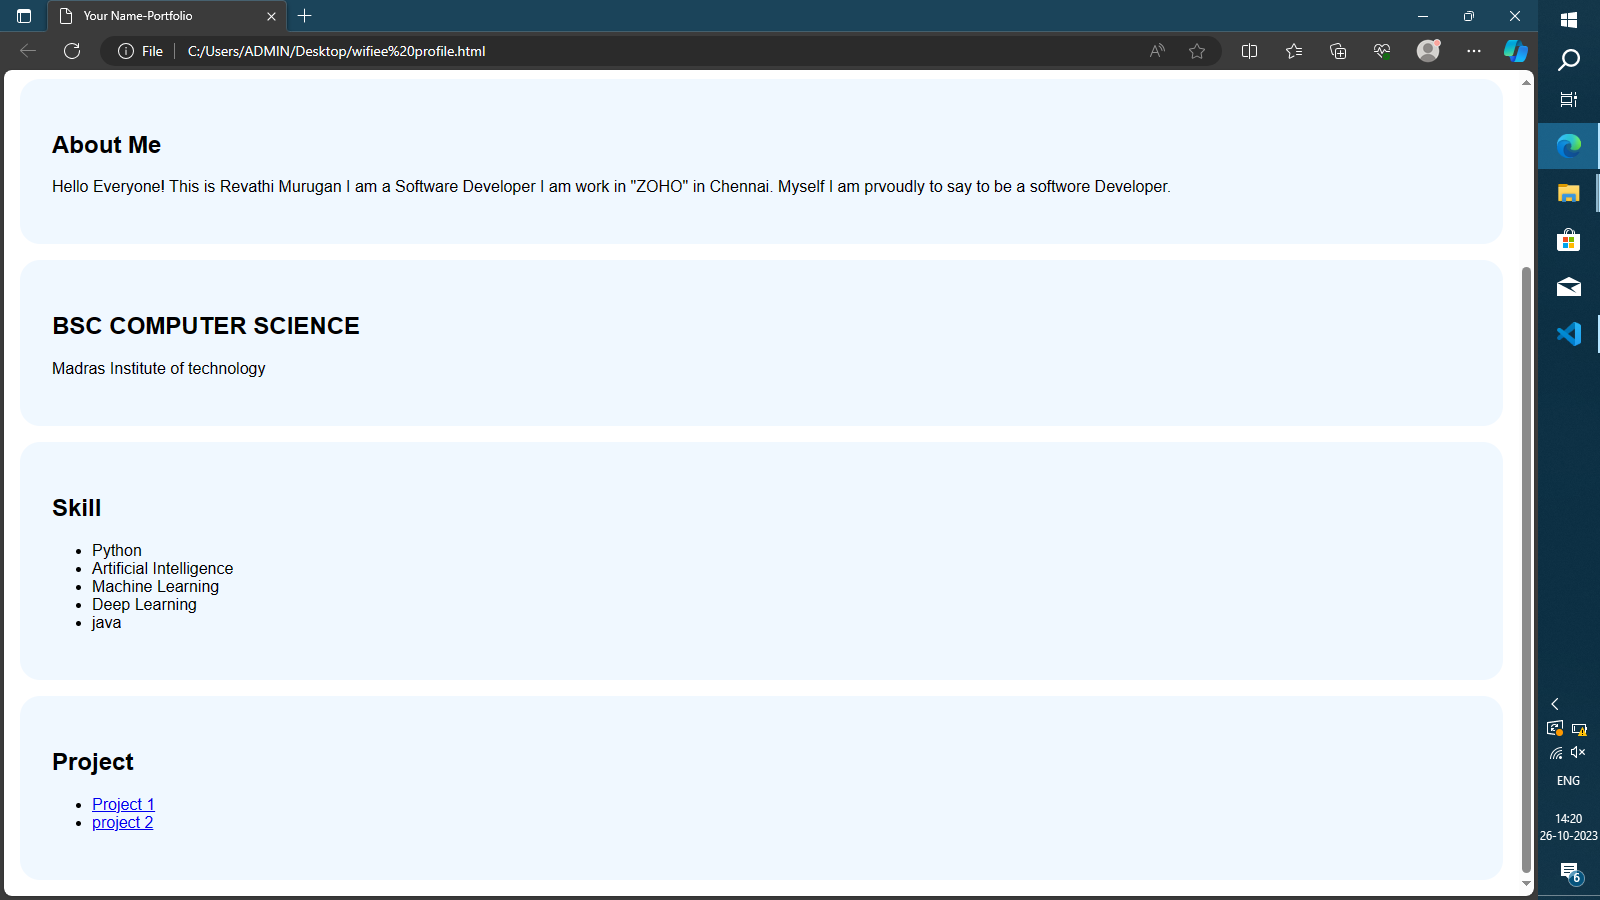 Your Name-Portfolio
File
C:/Users/ADMIN/Desktop/wifiee%20profile.html
About Me
Hello Everyone! This is Revathi Murugan I am a Software Developer I am work in "ZOHO" in Chennai. Myself I am prvoudly to say to be a softwore Developer.
BSC COMPUTER SCIENCE
Madras Institute of technology
Skill
Python
Artificial Intelligence
Machine Learning
Deep Learning
java
Project
Project 1
project 2
ENG
14:20
26-10-2023
6